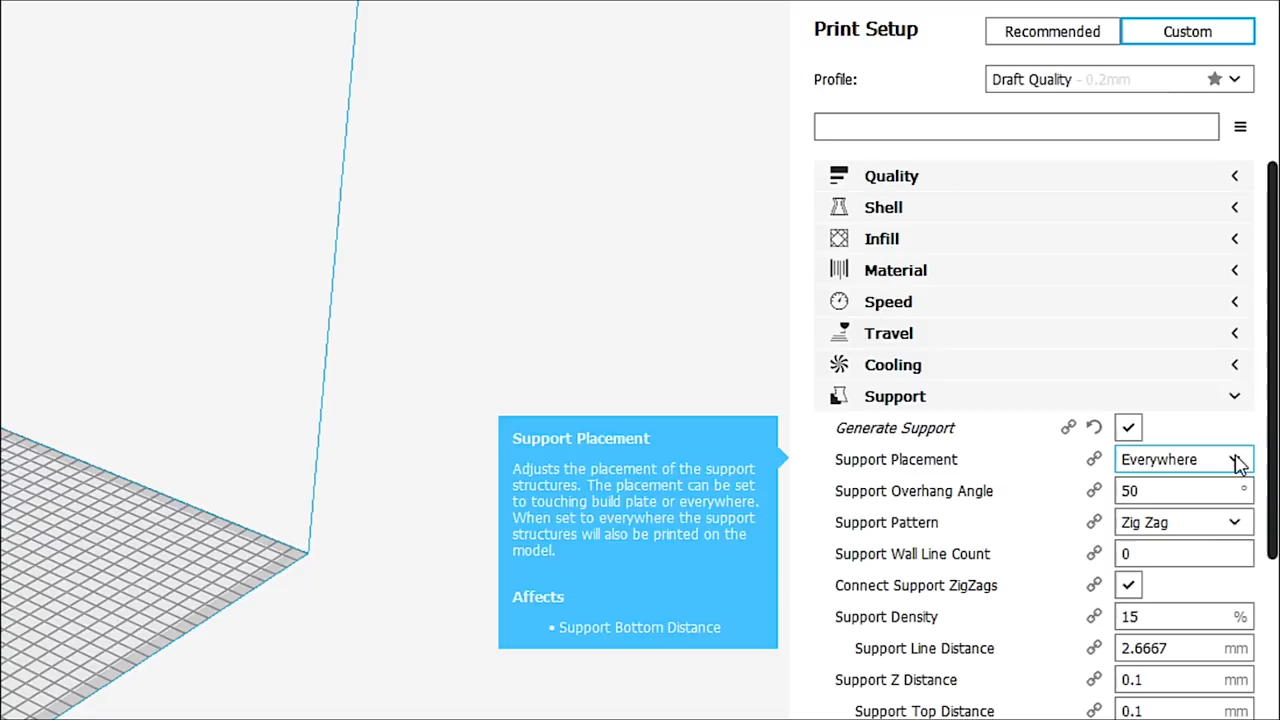 Print Setup
Recommended
Custom
Profile:
Draft Quality - 0.2mm
Quality
Shell
Infill
Material
Speed
Travel
Cooling
Support
Generate Support
Support Placement
Everywhere
Support Overhang Angle
50 °
Support Pattern
Zig Zag
Support Wall Line Count
0
Connect Support ZigZags
Support Density
15 %
Support Line Distance
2.6667 mm
Support Z Distance
0.1 mm
Support Top Distance
0.1 mm
Support Placement
Adjusts the placement of the support
structures. The placement can be set
to touching build plate or everywhere.
When set to everywhere the support
structures will also be printed on the
model.
Affects
• Support Bottom Distance